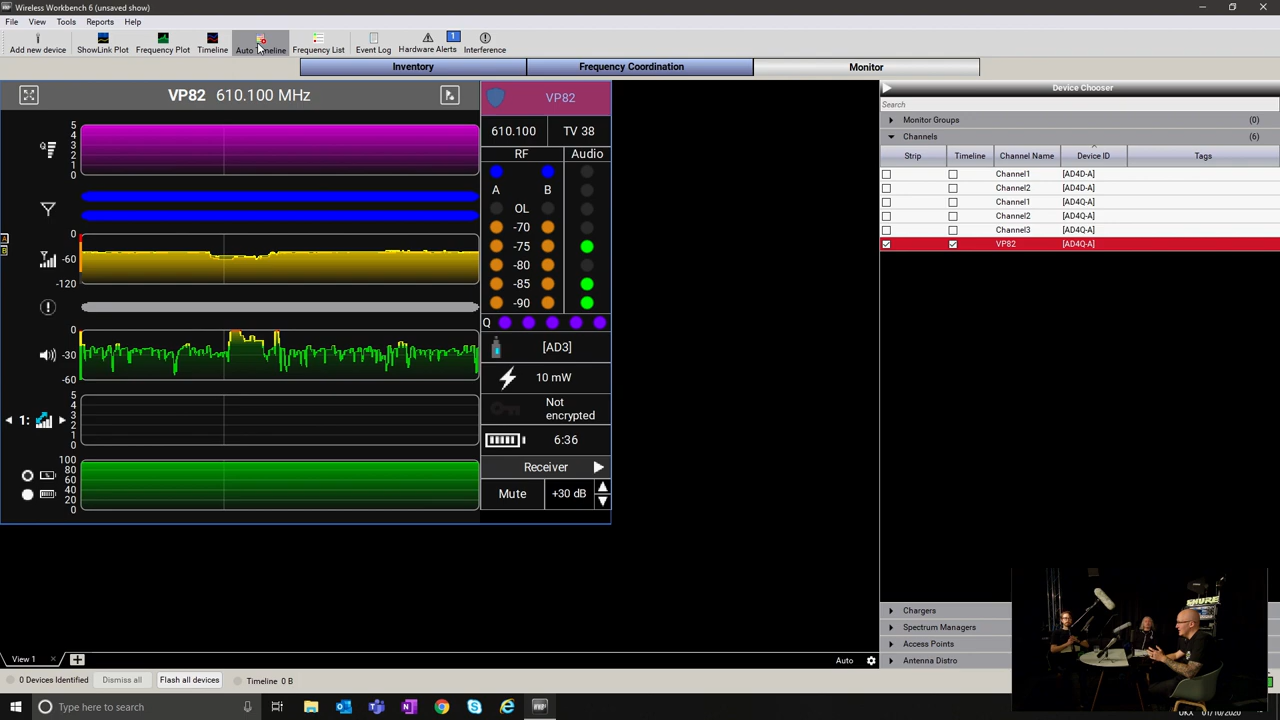 Wireless Workbench 6 (unsaved show)
File View Tools Reports Help
Add new device ShowLink Plot Frequency Plot Timeline Auto Timeline Frequency List Event Log Hardware Alerts 1 Interference
Inventory Frequency Coordination Monitor
VP82 610.100 MHz
VP82
610.100 TV 38
RF Audio
A B
OL
-70
-75
-80
-85
-90
Q
[AD3]
10 mW
Not
encrypted
6:36
Receiver
Mute +30 dB
5
4
3
2
1
0
A
B
0
-60
-120
0
-30
-60
1:
5
4
3
2
1
0
100
80
60
40
20
0
Device Chooser
Search
Monitor Groups (0)
Channels (6)
Strip Timeline Channel Name Device ID Tags
Channel1 [AD4D-A]
Channel2 [AD4D-A]
Channel1 [AD4Q-A]
Channel2 [AD4Q-A]
Channel3 [AD4Q-A]
VP82 [AD4Q-A]
Chargers
Spectrum Managers
Access Points
Antenna Distro
SHURE
View 1 Auto
0 Devices Identified Dismiss all Flash all devices Timeline 0 B
Type here to search